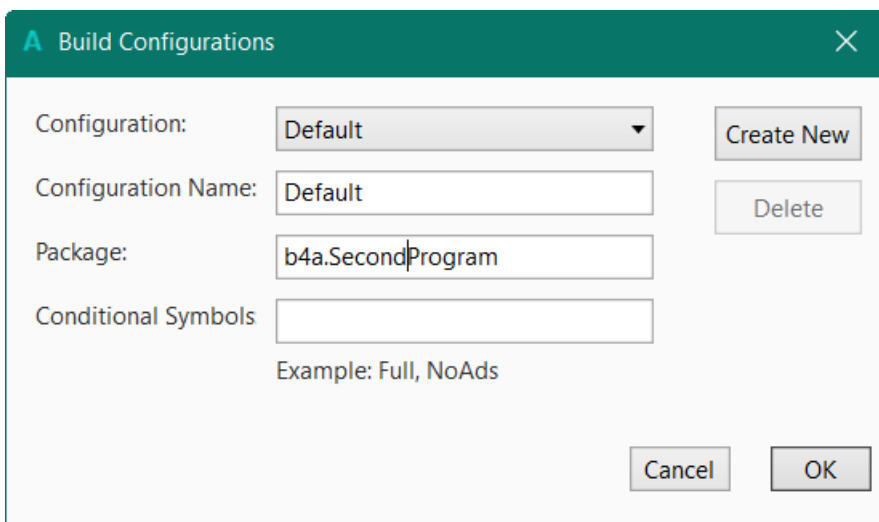 A Build Configurations
Configuration:
Default
Create New
Configuration Name:
Default
Delete
Package:
b4a.SecondProgram
Conditional Symbols
Example: Full, NoAds
Cancel
OK